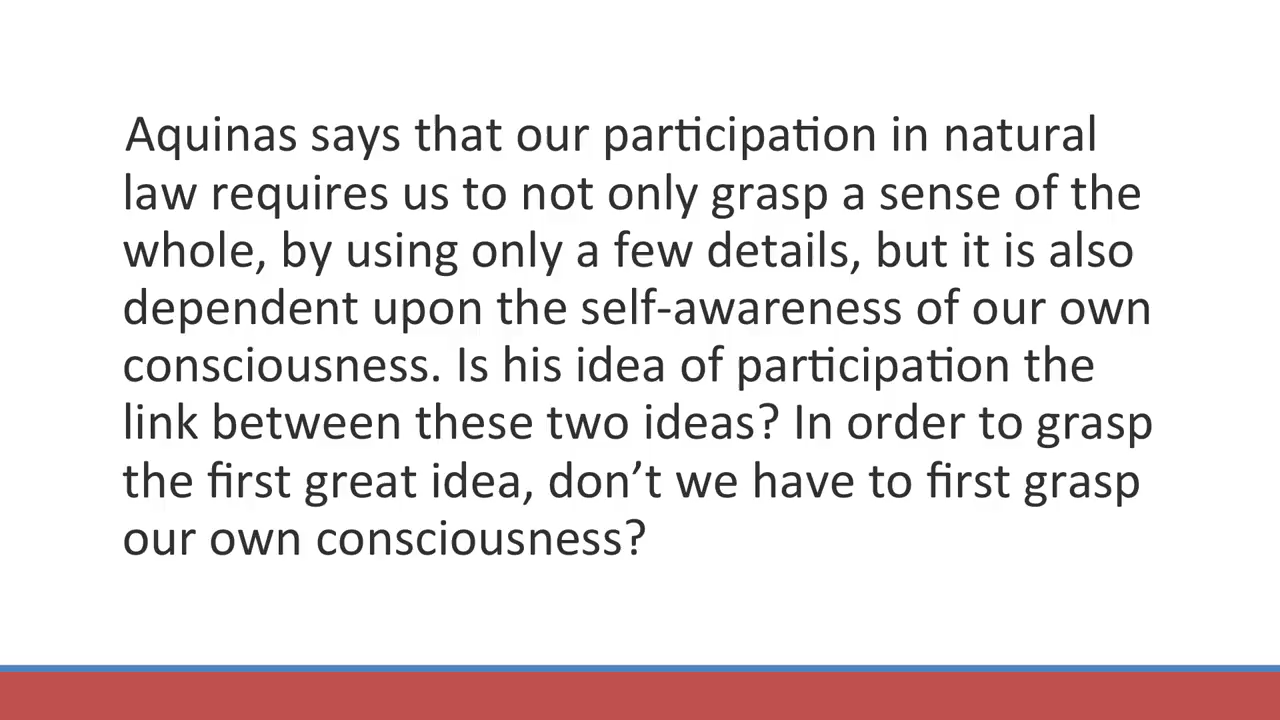 Aquinas says that our participation in natural
law requires us to not only grasp a sense of the
whole, by using only a few details, but it is also
dependent upon the self-awareness of our own
consciousness. Is his idea of participation the
link between these two ideas? In order to grasp
the first great idea, don’t we have to first grasp
our own consciousness?